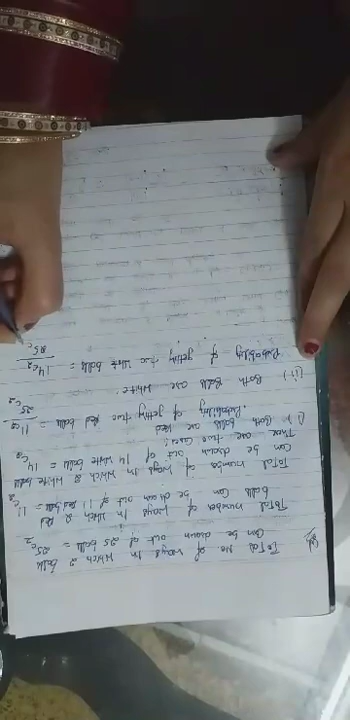 Total No of ways in which 2 balls
can be drawn out of 25 balls = 25c2
Total number of ways in which 2 Red
balls can be drawn out of 11 Red balls = 11c2
Total number of ways in which 2 white balls
can be drawn out of 14 white balls = 14c2
There are two cases:
(i) Both balls are Red
Probability of getting two Red balls = 11c2
25c2
(ii) Both Balls are white:
Probability of getting two white balls = 14c2
25c